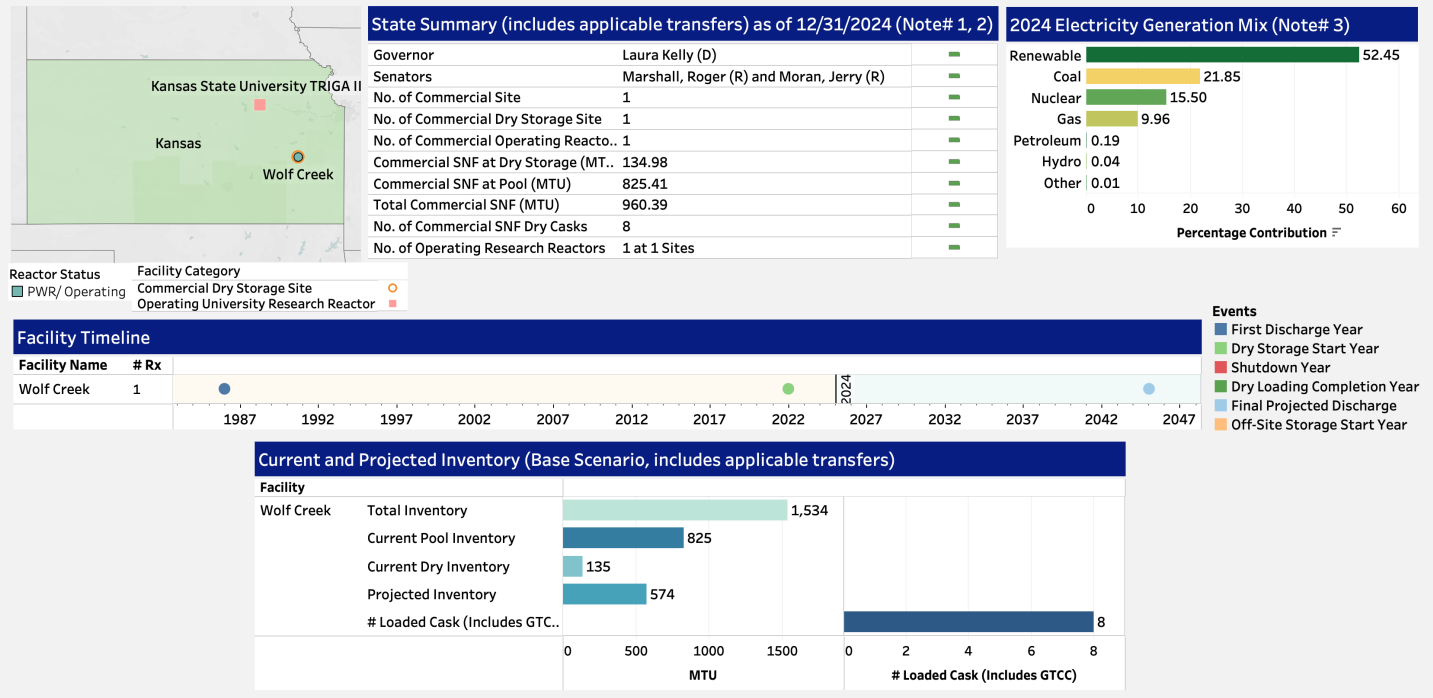 Kansas State University TRIGA II
Kansas
Wolf Creek
Reactor Status
PWR/ Operating
Facility Category
Commercial Dry Storage Site
Operating University Research Reactor
State Summary (includes applicable transfers) as of 12/31/2024 (Note# 1, 2)
Governor Laura Kelly (D)
Senators Marshall, Roger (R) and Moran, Jerry (R)
No. of Commercial Site 1
No. of Commercial Dry Storage Site 1
No. of Commercial Operating Reacto.. 1
Commercial SNF at Dry Storage (MT.. 134.98
Commercial SNF at Pool (MTU) 825.41
Total Commercial SNF (MTU) 960.39
No. of Commercial SNF Dry Casks 8
No. of Operating Research Reactors 1 at 1 Sites
2024 Electricity Generation Mix (Note# 3)
Renewable 52.45
Coal 21.85
Nuclear 15.50
Gas 9.96
Petroleum 0.19
Hydro 0.04
Other 0.01
0 10 20 30 40 50 60
Percentage Contribution
Facility Timeline
Facility Name # Rx
Wolf Creek 1
2024
1987 1992 1997 2002 2007 2012 2017 2022 2027 2032 2037 2042 2047
Events
First Discharge Year
Dry Storage Start Year
Shutdown Year
Dry Loading Completion Year
Final Projected Discharge
Off-Site Storage Start Year
Current and Projected Inventory (Base Scenario, includes applicable transfers)
Facility
Wolf Creek Total Inventory 1,534
Current Pool Inventory 825
Current Dry Inventory 135
Projected Inventory 574
# Loaded Cask (Includes GTC.. 8
0 500 1000 1500 0 2 4 6 8
MTU # Loaded Cask (Includes GTCC)